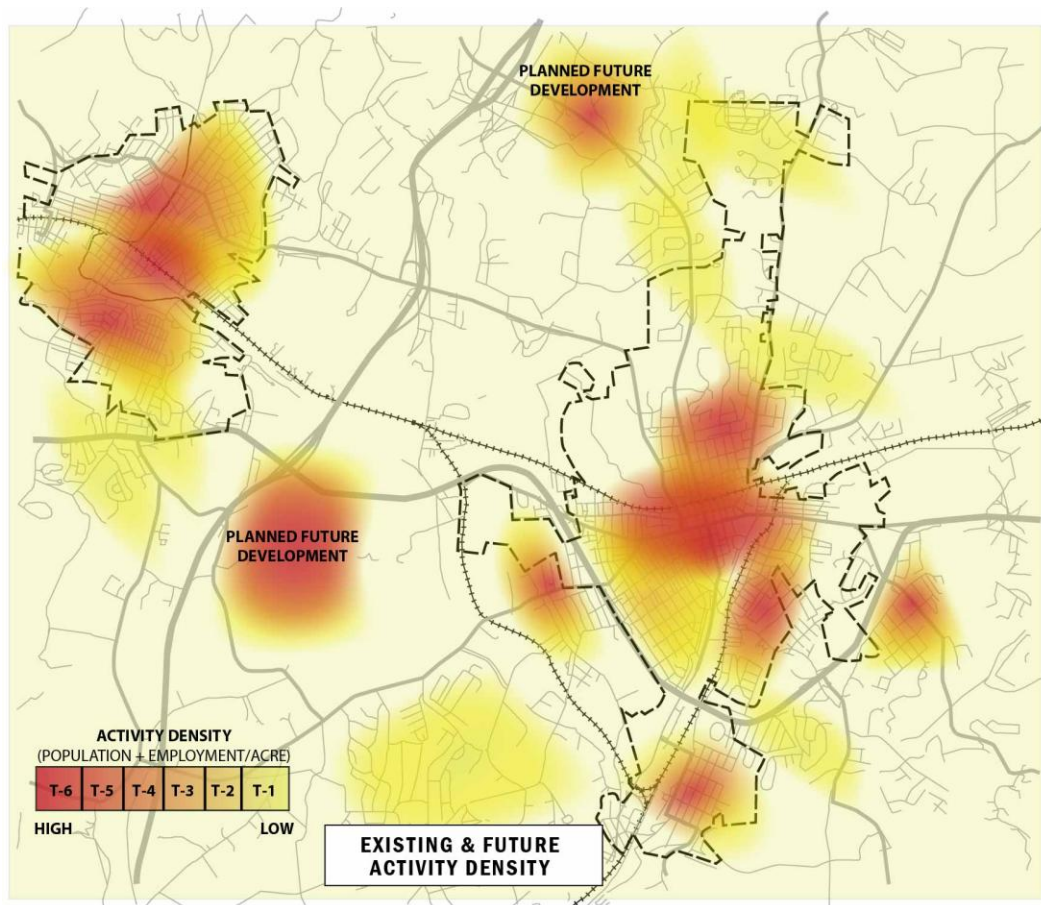 PLANNED FUTURE
DEVELOPMENT
PLANNED FUTURE
DEVELOPMENT
ACTIVITY DENSITY
(POPULATION + EMPLOYMENT/ACRE)
T-6 T-5 T-4 T-3 T-2 T-1
HIGH LOW
EXISTING & FUTURE
ACTIVITY DENSITY